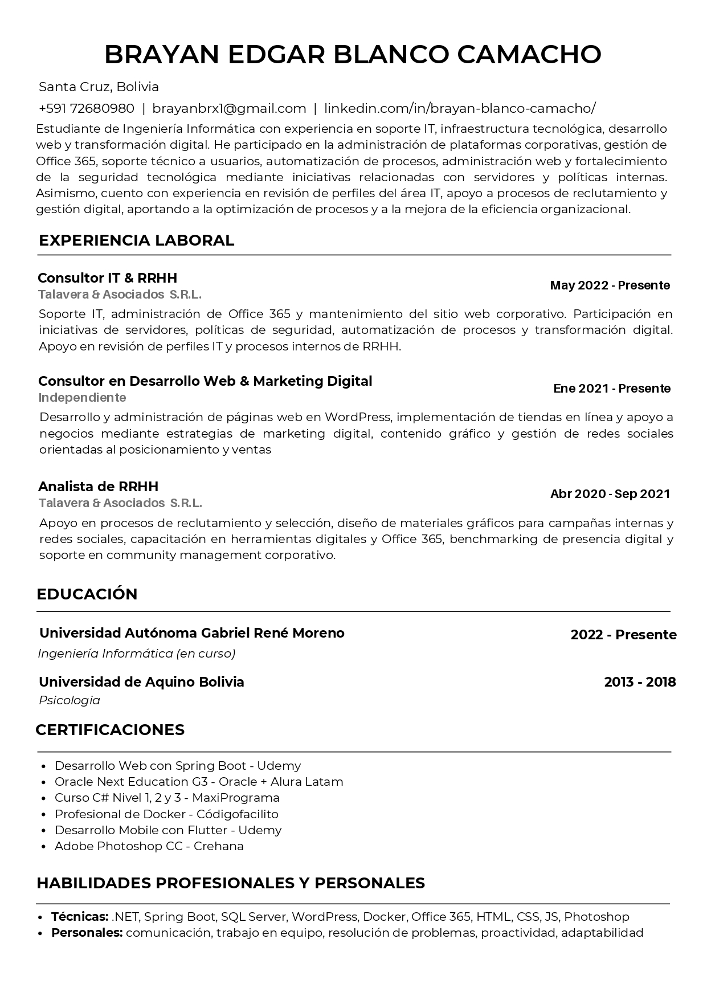 BRAYAN EDGAR BLANCO CAMACHO
Santa Cruz, Bolivia
+591 72680980 | brayanbrx1@gmail.com | linkedin.com/in/brayan-blanco-camacho/
Estudiante de Ingeniería Informática con experiencia en soporte IT, infraestructura tecnológica, desarrollo
web y transformación digital. He participado en la administración de plataformas corporativas, gestión de
Office 365, soporte técnico a usuarios, automatización de procesos, administración web y fortalecimiento
de la seguridad tecnológica mediante iniciativas relacionadas con servidores y políticas internas.
Asimismo, cuento con experiencia en revisión de perfiles del área IT, apoyo a procesos de reclutamiento y
gestión digital, aportando a la optimización de procesos y a la mejora de la eficiencia organizacional.
EXPERIENCIA LABORAL
Consultor IT & RRHH
May 2022 - Presente
Talavera & Asociados S.R.L.
Soporte IT, administración de Office 365 y mantenimiento del sitio web corporativo. Participación en
iniciativas de servidores, políticas de seguridad, automatización de procesos y transformación digital.
Apoyo en revisión de perfiles IT y procesos internos de RRHH.
Consultor en Desarrollo Web & Marketing Digital
Ene 2021 - Presente
Independiente
Desarrollo y administración de páginas web en WordPress, implementación de tiendas en línea y apoyo a
negocios mediante estrategias de marketing digital, contenido gráfico y gestión de redes sociales
orientadas al posicionamiento y ventas
Analista de RRHH
Abr 2020 - Sep 2021
Talavera & Asociados S.R.L.
Apoyo en procesos de reclutamiento y selección, diseño de materiales gráficos para campañas internas y
redes sociales, capacitación en herramientas digitales y Office 365, benchmarking de presencia digital y
soporte en community management corporativo.
EDUCACIÓN
Universidad Autónoma Gabriel René Moreno
2022 - Presente
Ingeniería Informática (en curso)
Universidad de Aquino Bolivia
2013 - 2018
Psicologia
CERTIFICACIONES
• Desarrollo Web con Spring Boot - Udemy
• Oracle Next Education G3 - Oracle + Alura Latam
• Curso C# Nivel 1, 2 y 3 - MaxiPrograma
• Profesional de Docker - Códigofacilito
• Desarrollo Mobile con Flutter - Udemy
• Adobe Photoshop CC - Crehana
HABILIDADES PROFESIONALES Y PERSONALES
• Técnicas: .NET, Spring Boot, SQL Server, WordPress, Docker, Office 365, HTML, CSS, JS, Photoshop
• Personales: comunicación, trabajo en equipo, resolución de problemas, proactividad, adaptabilidad